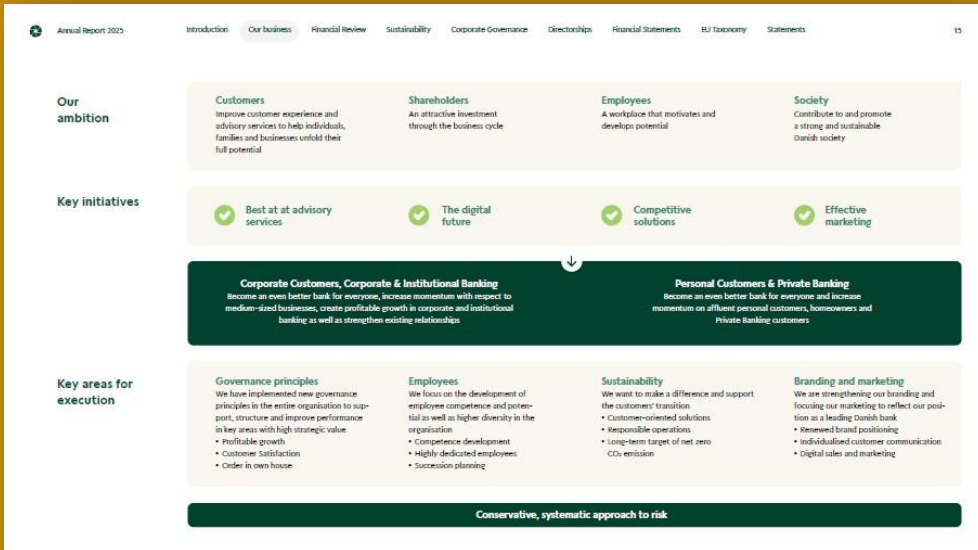 Annual Report 2025
Introduction
Our business
Financial Review
Sustainability
Corporate Governance
Directorships
Financial Statements
EU Taxonomy
Statements
15
Our
ambition
Customers
Improve customer experience and
advisory services to help individuals,
families and businesses unfold their
full potential
Shareholders
An attractive investment
through the business cycle
Employees
A workplace that motivates and
develops potential
Society
Contribute to and promote
a strong and sustainable
Danish society
Key initiatives
Best at at advisory
services
The digital
future
Competitive
solutions
Effective
marketing
Corporate Customers, Corporate & Institutional Banking
Become an even better bank for everyone, increase momentum with respect to
medium-sized businesses, create profitable growth in corporate and institutional
banking as well as strengthen existing relationships
Personal Customers & Private Banking
Become an even better bank for everyone and increase
momentum on affluent personal customers, homeowners and
Private Banking customers
Key areas for
execution
Governance principles
We have implemented new governance
principles in the entire organisation to sup-
port, structure and improve performance
in key areas with high strategic value
• Profitable growth
• Customer Satisfaction
• Order in own house
Employees
We focus on the development of
employee competence and poten-
tial as well as higher diversity in the
organisation
• Competence development
• Highly dedicated employees
• Succession planning
Sustainability
We want to make a difference and support
the customers' transition
• Customer-oriented solutions
• Responsible operations
• Long-term target of net zero
CO₂ emission
Branding and marketing
We are strengthening our branding and
focusing our marketing to reflect our posi-
tion as a leading Danish bank
• Renewed brand positioning
• Individualised customer communication
• Digital sales and marketing
Conservative, systematic approach to risk